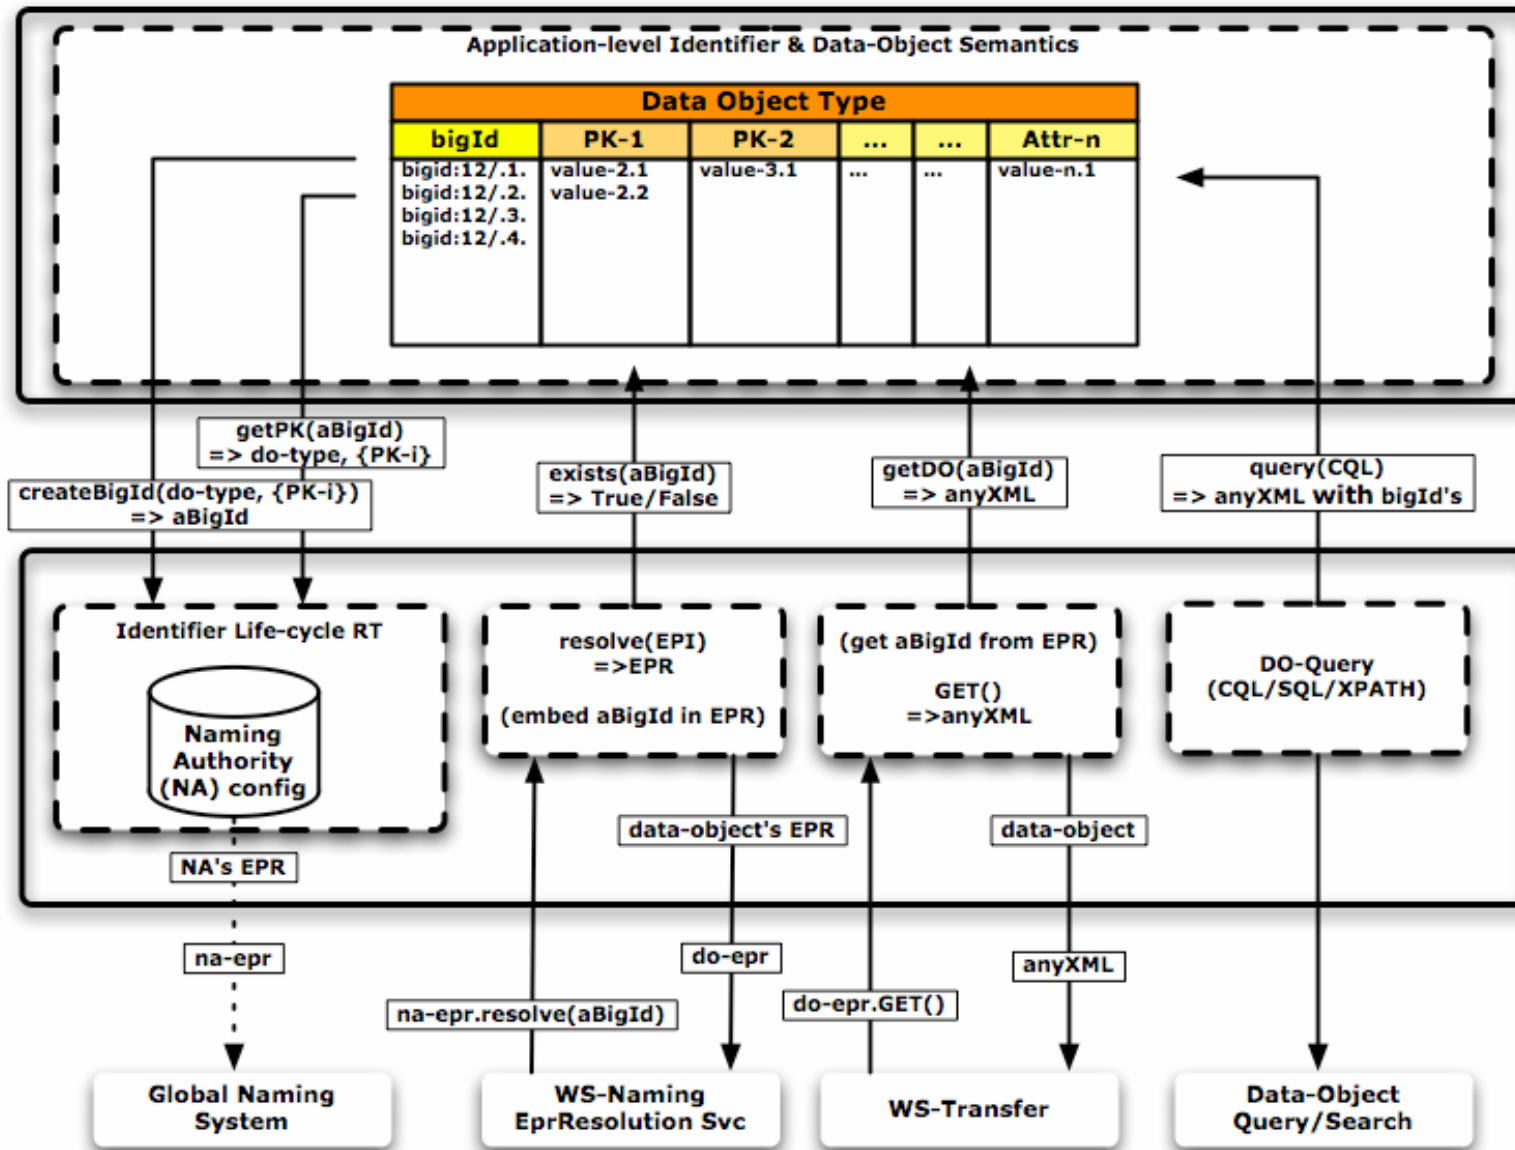 Application-level Identifier & Data-Object Semantics
Data Object Type
bigId PK-1 PK-2 ... ... Attr-n
bigid:12/.1. value-2.1 value-3.1 ... ... value-n.1
bigid:12/.2. value-2.2
bigid:12/.3.
bigid:12/.4.
getPK(aBigId)
=> do-type, {PK-i}
createBigId(do-type, {PK-i})
=> aBigId
exists(aBigId)
=> True/False
getDO(aBigId)
=> anyXML
query(CQL)
=> anyXML with bigId's
Identifier Life-cycle RT
Naming
Authority
(NA) config
resolve(EPI)
=>EPR
(embed aBigId in EPR)
(get aBigId from EPR)
GET()
=>anyXML
DO-Query
(CQL/SQL/XPATH)
NA's EPR
data-object's EPR
data-object
na-epr
na-epr.resolve(aBigId)
do-epr
do-epr.GET()
anyXML
Global Naming
System
WS-Naming
EprResolution Svc
WS-Transfer
Data-Object
Query/Search